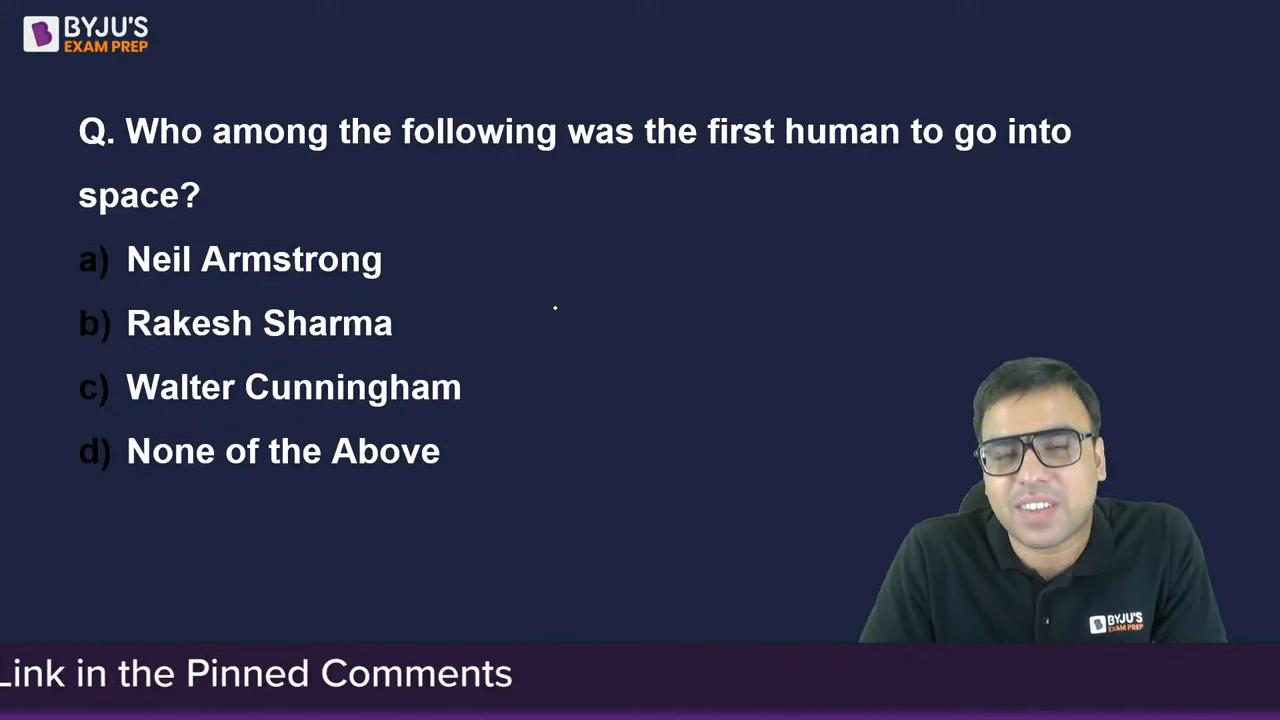 BYJU'S
EXAM PREP
Q. Who among the following was the first human to go into
space?
a) Neil Armstrong
b) Rakesh Sharma
c) Walter Cunningham
d) None of the Above
BYJU'S
EXAM PREP
Link in the Pinned Comments